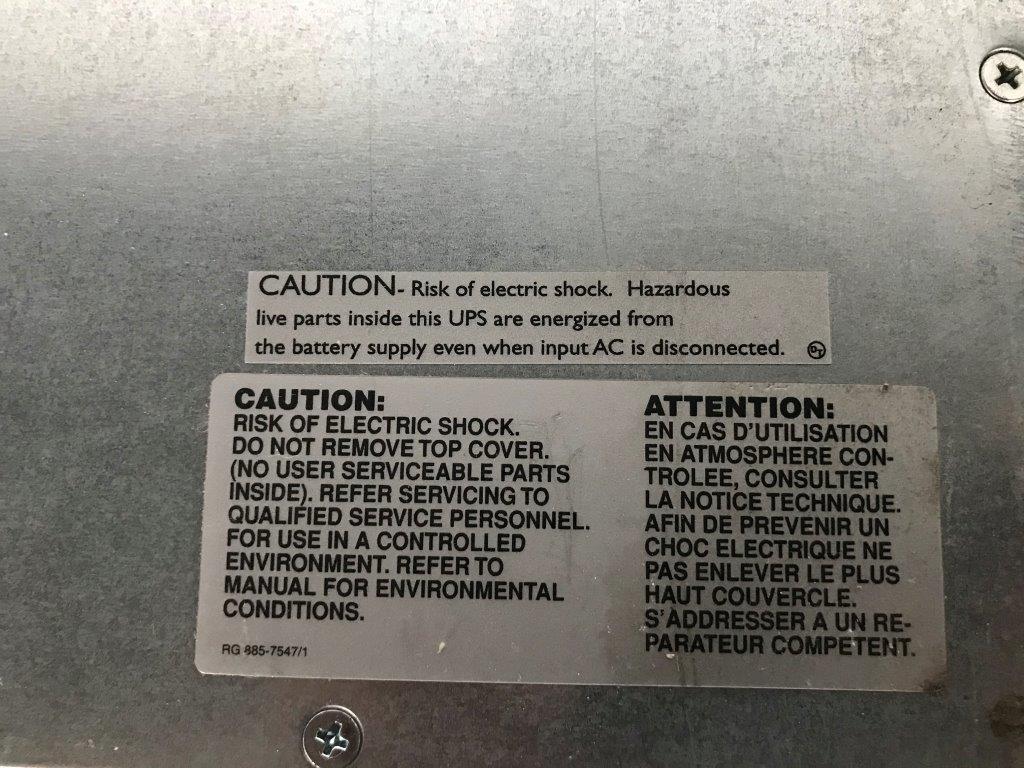 CAUTION- Risk of electric shock. Hazardous
live parts inside this UPS are energized from
the battery supply even when input AC is disconnected.
CAUTION:
RISK OF ELECTRIC SHOCK.
DO NOT REMOVE TOP COVER.
(NO USER SERVICEABLE PARTS
INSIDE). REFER SERVICING TO
QUALIFIED SERVICE PERSONNEL.
FOR USE IN A CONTROLLED
ENVIRONMENT. REFER TO
MANUAL FOR ENVIRONMENTAL
CONDITIONS.
RG 885-7547/1
ATTENTION:
EN CAS D'UTILISATION
EN ATMOSPHERE CON-
TROLEE, CONSULTER
LA NOTICE TECHNIQUE.
AFIN DE PREVENIR UN
CHOC ELECTRIQUE NE
PAS ENLEVER LE PLUS
HAUT COUVERCLE.
S'ADDRESSER A UN RE-
PARATEUR COMPETENT.